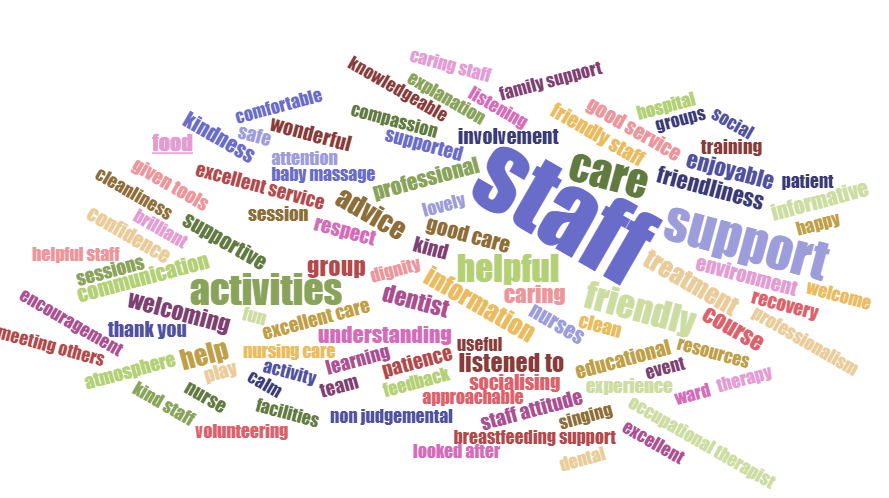 caring staff
family support
knowledgeable
explanation
listening
comfortable
compassion
good service
hospital
groups
social
friendly staff
kindness
safe
wonderful
supported
involvement
training
food
attention
baby massage
staff
care
enjoyable
friendliness
patient
given tools
excellent service
professional
cleanliness
advice
lovely
support
informative
happy
confidence
brilliant
supportive
session
respect
good care
kind
helpful staff
sessions
communication
group
dignity
helpful
treatment
environment
welcome
activities
information
caring
friendly
recovery
encouragement
welcoming
fun
excellent care
dentist
nurses
clean
course
professionalism
meeting others
thank you
understanding
useful
atmosphere
help
nursing care
learning
patience
listened to
educational
resources
play
activity
calm
team
feedback
socialising
approachable
experience
event
ward
therapy
kind staff
nurse
facilities
non judgemental
staff attitude
singing
occupational therapist
volunteering
breastfeeding support
excellent
looked after
dental